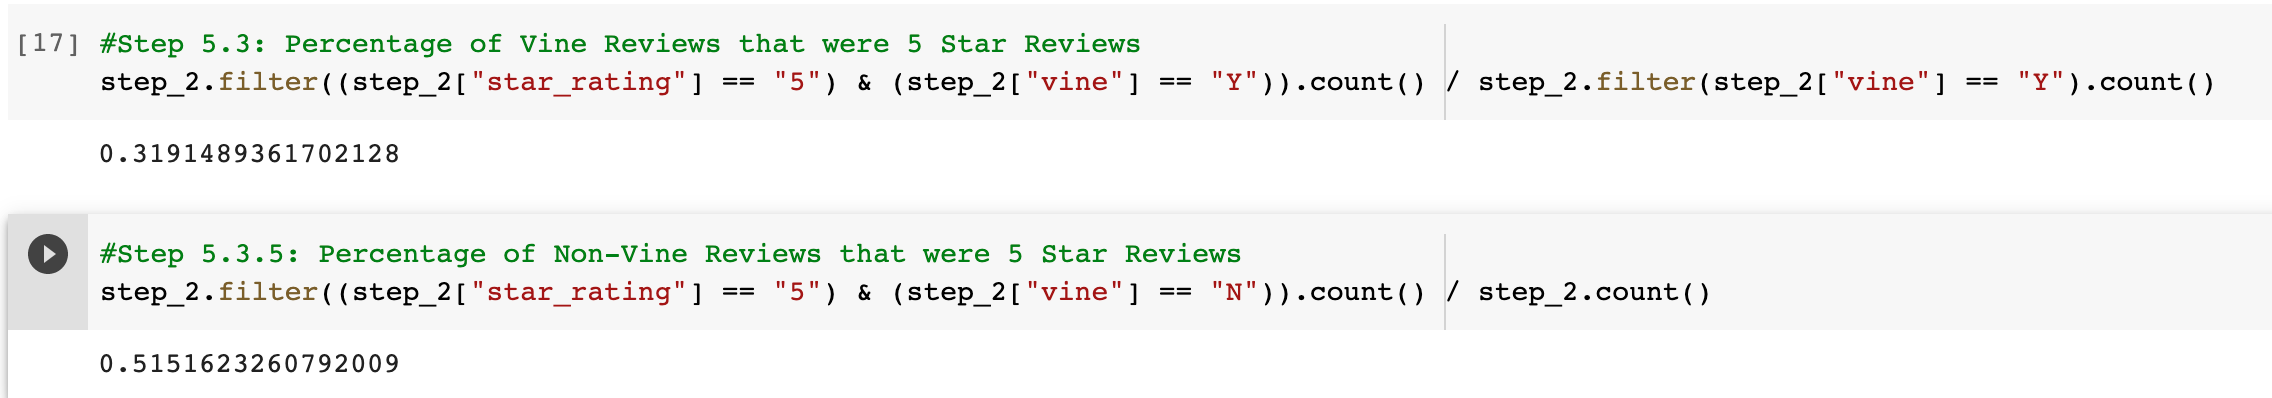 [17] #Step 5.3: Percentage of Vine Reviews that were 5 Star Reviews
step_2.filter((step_2["star_rating"] == "5") & (step_2["vine"] == "Y")).count() / step_2.filter(step_2["vine"] == "Y").count()
0.3191489361702128
#Step 5.3.5: Percentage of Non-Vine Reviews that were 5 Star Reviews
step_2.filter((step_2["star_rating"] == "5") & (step_2["vine"] == "N")).count() / step_2.count()
0.5151623260792009